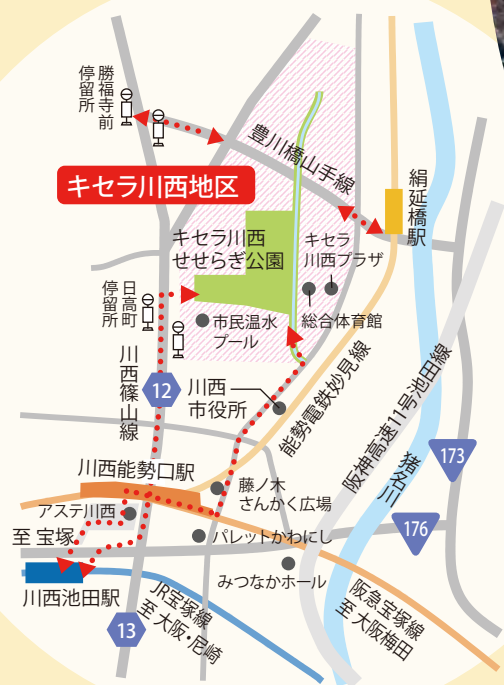 勝福寺前
停留所
豊川橋山手線
キセラ川西地区
絹延橋駅
キセラ川西
せせらぎ公園
キセラ
川西プラザ
日高町
停留所
市民温水
プール
総合体育館
川西篠山線
12
川西
市役所
能勢電鉄妙見線
阪神高速11号池田線
猪名川
173
川西能勢口駅
藤ノ木
さんかく広場
アステ川西
176
至 宝塚
パレットかわにし
みつなかホール
川西池田駅
JR宝塚線
至 大阪・尼崎
阪急宝塚線
至 大阪梅田
13